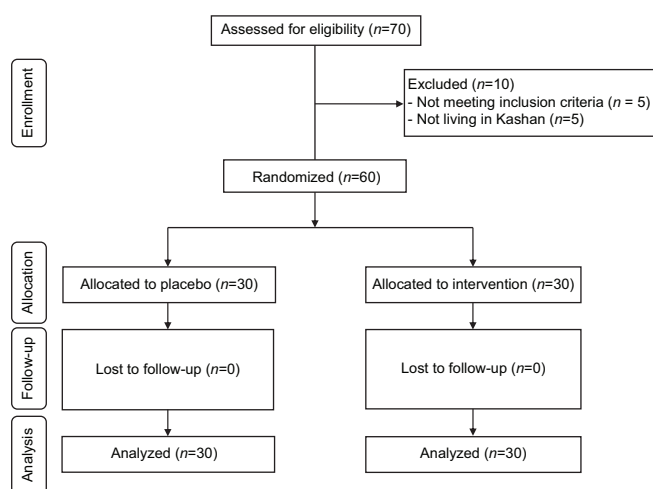 Assessed for eligibility (n=70)
Enrollment
Excluded (n=10)
- Not meeting inclusion criteria (n = 5)
- Not living in Kashan (n=5)
Randomized (n=60)
Allocation
Allocated to placebo (n=30)
Allocated to intervention (n=30)
Follow-up
Lost to follow-up (n=0)
Lost to follow-up (n=0)
Analysis
Analyzed (n=30)
Analyzed (n=30)